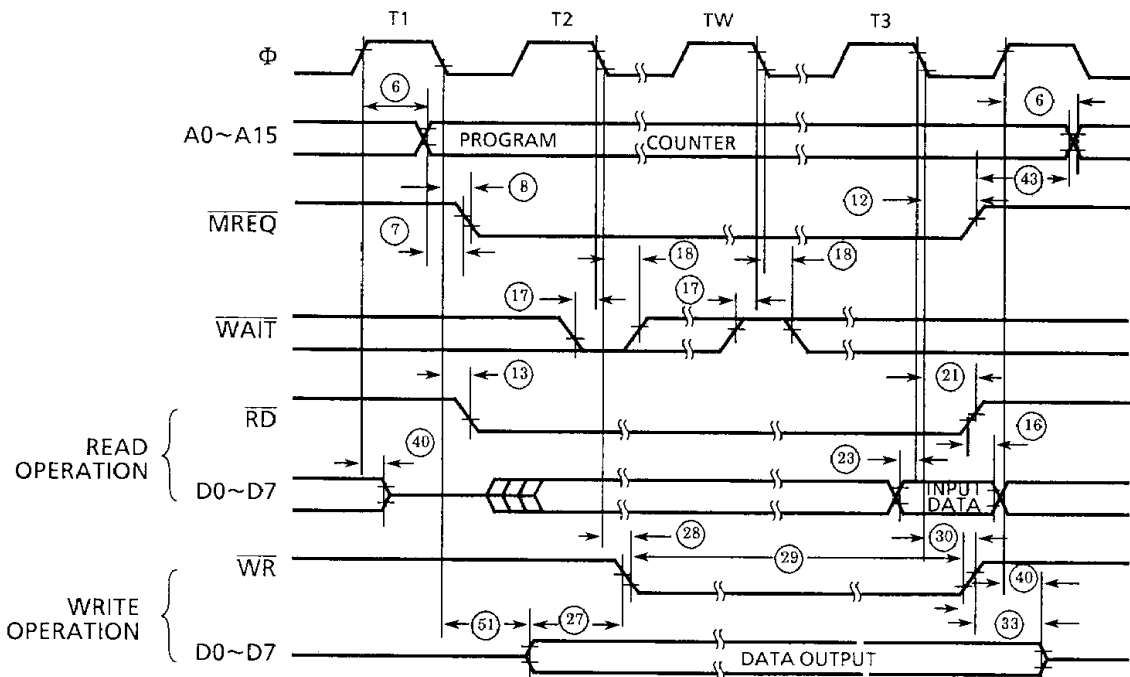 T1 T2 TW T3
Φ
6 6
A0~A15 PROGRAM COUNTER
8 12 43
MREQ
7
18 18
17 17
WAIT
13 21
RD
16
READ OPERATION
40 23
D0~D7 INPUT DATA
28 30
WR 29
40
WRITE OPERATION
51 27 33
D0~D7 DATA OUTPUT